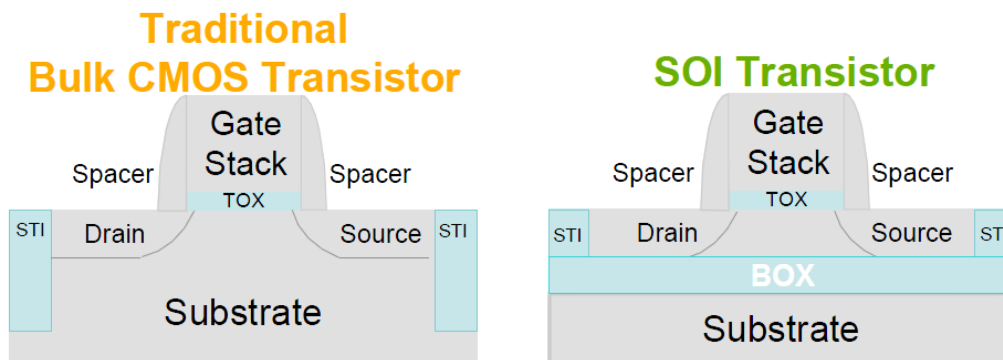 Traditional
Bulk CMOS Transistor
Gate
Stack
Spacer
Spacer
TOX
STI
Drain
Source
STI
Substrate
SOI Transistor
Gate
Stack
Spacer
Spacer
TOX
STI
Drain
Source
ST
BOX
Substrate